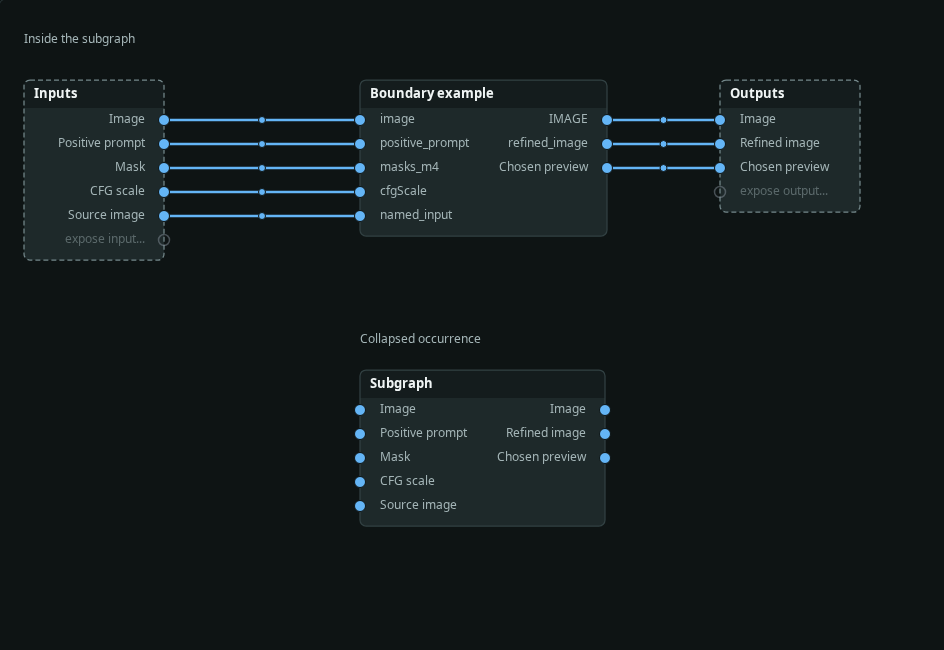 Inside the subgraph
Inputs
Image
Positive prompt
Mask
CFG scale
Source image
expose input...
Boundary example
image IMAGE
positive_prompt refined_image
masks_m4 Chosen preview
cfgScale
named_input
Outputs
Image
Refined image
Chosen preview
expose output...
Collapsed occurrence
Subgraph
Image Image
Positive prompt Refined image
Mask Chosen preview
CFG scale
Source image